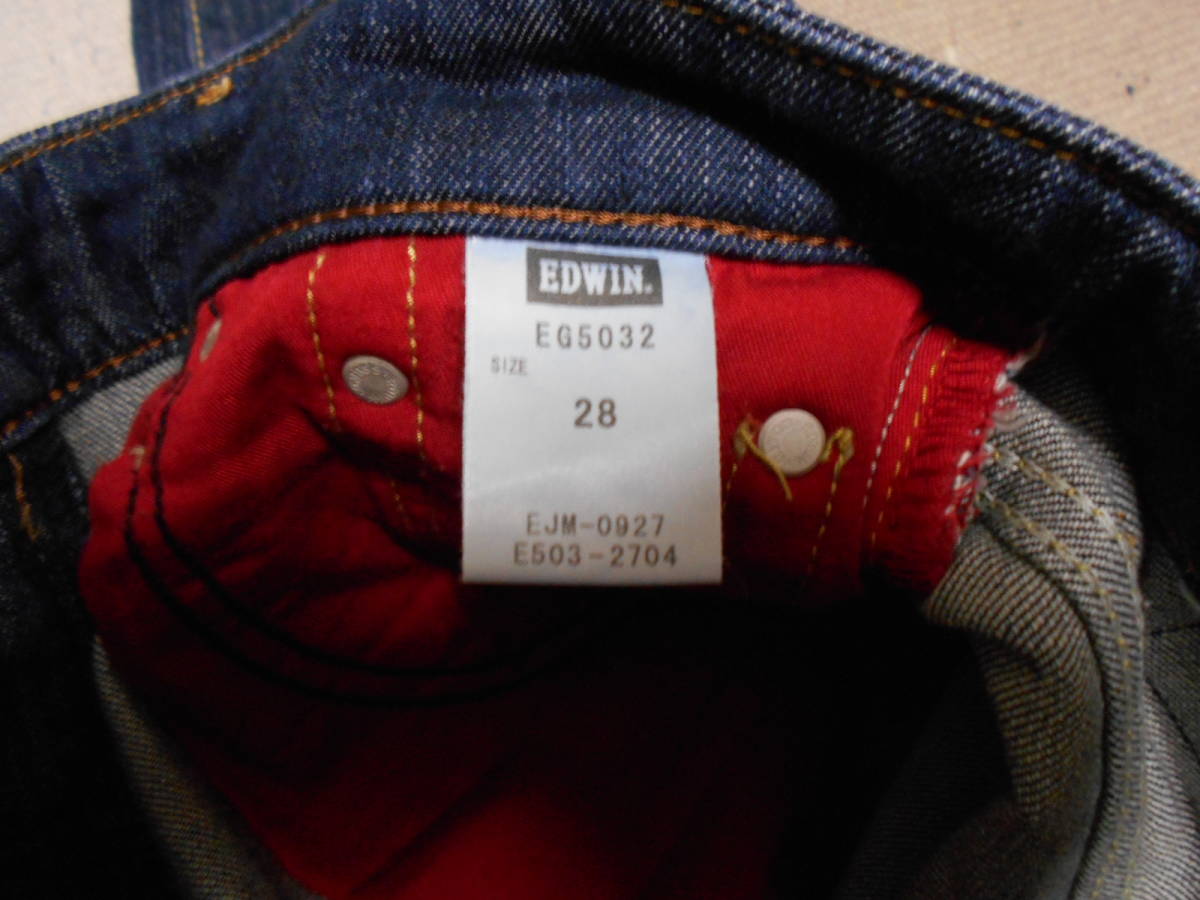 EDWIN.
EG5032
SIZE
28
EJM-0927
E503-2704